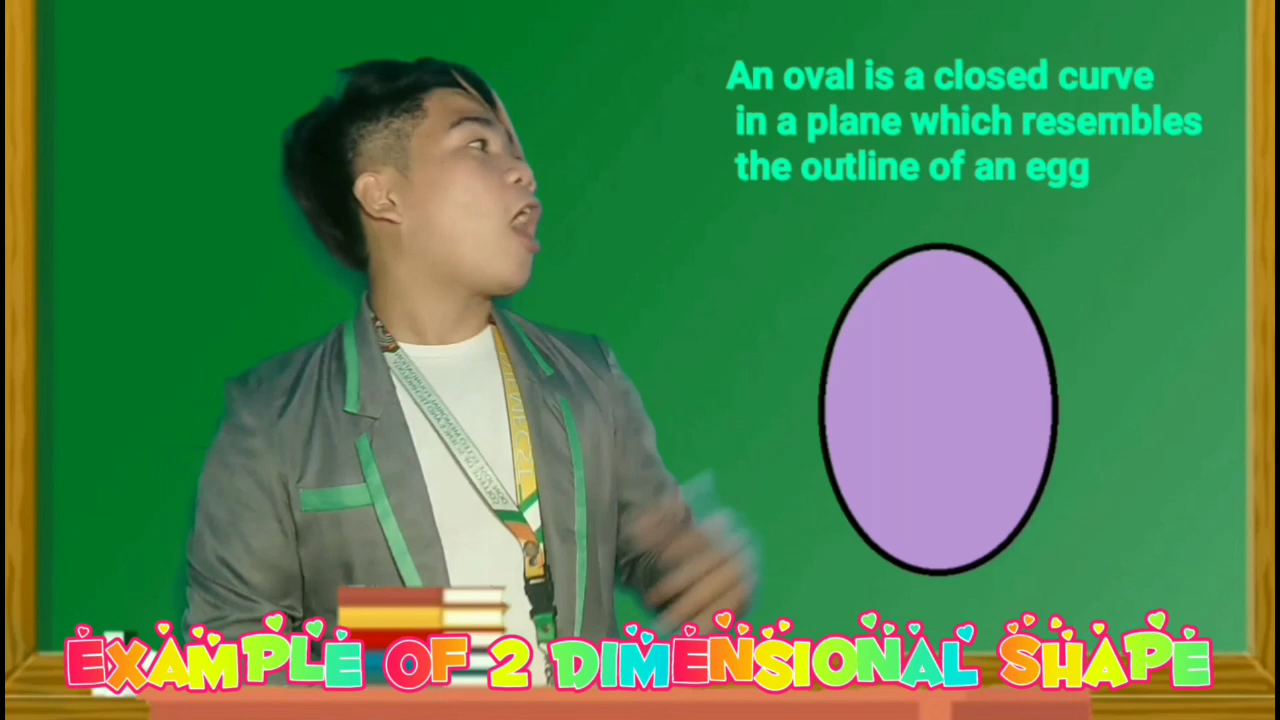 An oval is a closed curve
in a plane which resembles
the outline of an egg
EXAMPLE OF 2 DIMENSIONAL SHAPE